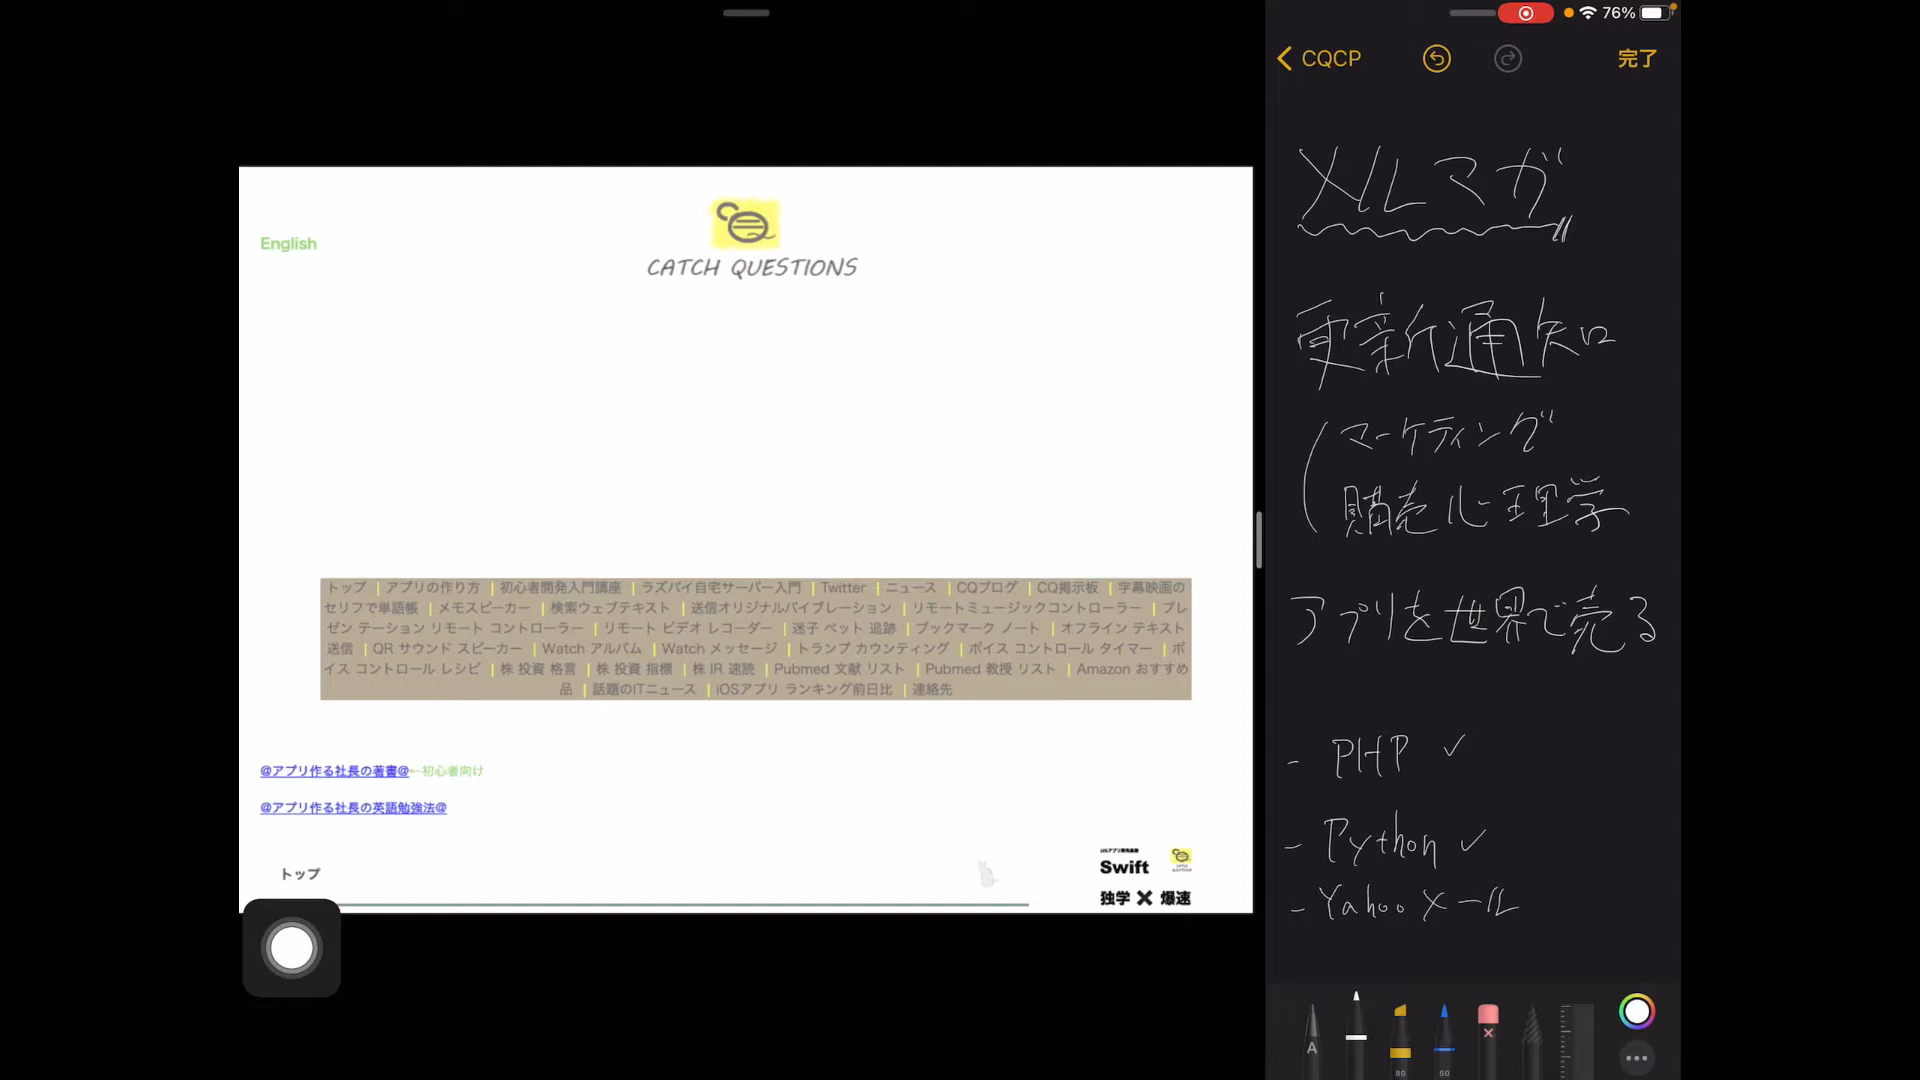 76%
CQCP
完了
English
CATCH QUESTIONS
トップ | アプリの作り方 | 初心者開発入門講座 | ラズパイ自宅サーバー入門 | Twitter | ニュース | CQブログ | CQ掲示板 | 字幕映画の
セリフで単語帳 | メモスピーカー | 検索ウェブテキスト | 送信オリジナルバイブレーション | リモートミュージックコントローラー | プレ
ゼン テーション リモート コントローラー | リモート ビデオ レコーダー | 迷子 ペット 追跡 | ブックマーク ノート | オフライン テキスト
送信 | QR サウンド スピーカー | Watch アルバム | Watch メッセージ | トランプ カウンティング | ボイス コントロール タイマー | ボ
イス コントロール レシピ | 株 投資 格言 | 株 投資 指標 | 株 IR 速読 | Pubmed 文献 リスト | Pubmed 教授 リスト | Amazon おすすめ
品 | 話題のITニュース | iOSアプリ ランキング前日比 | 連絡先
@アプリ作る社長の著書@←初心者向け
@アプリ作る社長の英語勉強法@
トップ
Swift
独学 ✖ 爆速
メルマガ
更新通知
マーケティング
購売心理学
アプリを世界で売る
- PHP ✓
- Python ✓
- Yahooメール
A
80
50